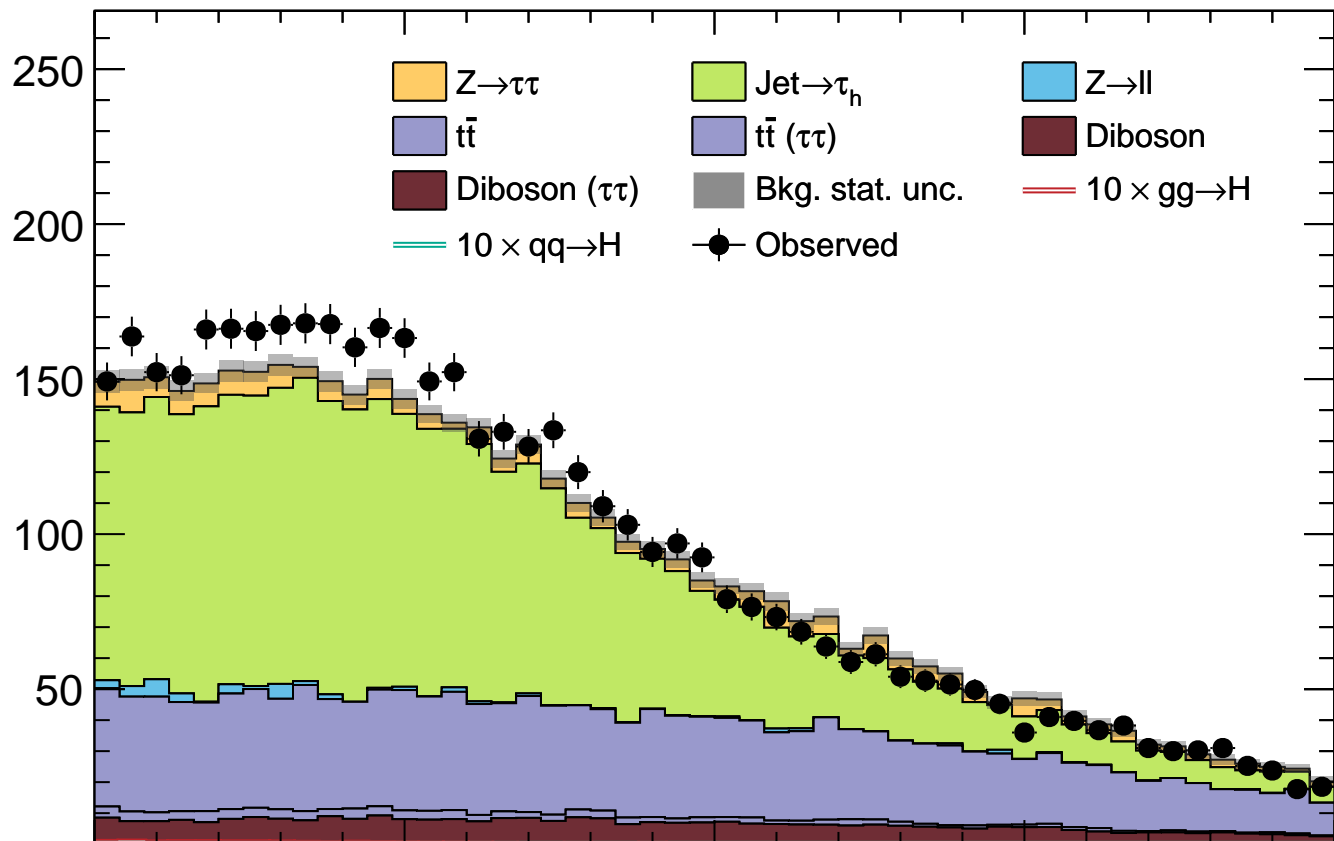 250
Z→ττ Jet→τh Z→ll
tt̄ tt̄ (ττ) Diboson
Diboson (ττ) Bkg. stat. unc. 10 × gg→H
200
10 × qq→H Observed
150
100
50